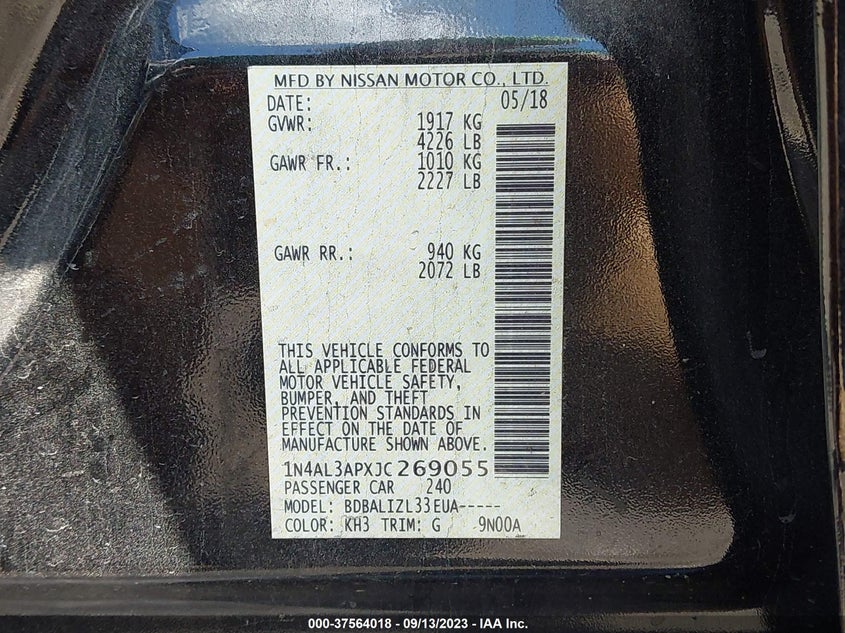 MFD BY NISSAN MOTOR CO., LTD.
DATE: 05/18
GVWR: 1917 KG
4226 LB
GAWR FR.: 1010 KG
2227 LB
GAWR RR.: 940 KG
2072 LB
THIS VEHICLE CONFORMS TO
ALL APPLICABLE FEDERAL
MOTOR VEHICLE SAFETY,
BUMPER, AND THEFT
PREVENTION STANDARDS IN
EFFECT ON THE DATE OF
MANUFACTURE SHOWN ABOVE.
1N4AL3APXJC269055
PASSENGER CAR 240
MODEL: BDBALIZL33EUA-----
COLOR: KH3 TRIM: G 9N00A
000-37564018 - 09/13/2023 - IAA Inc.